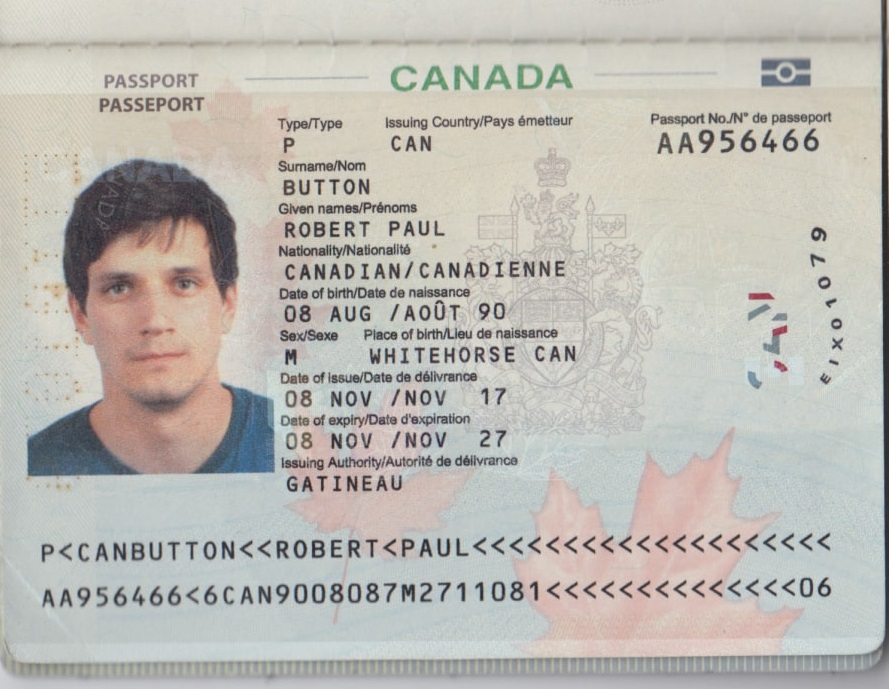 PASSPORT
PASSEPORT
CANADA
Type/Type Issuing Country/Pays émetteur Passport No./N° de passeport
P CAN AA956466
Surname/Nom
BUTTON
Given names/Prénoms
ROBERT PAUL
Nationality/Nationalité
CANADIAN/CANADIENNE
Date of birth/Date de naissance
08 AUG /AOÛT 90
Sex/Sexe Place of birth/Lieu de naissance
M WHITEHORSE CAN
Date of issue/Date de délivrance
08 NOV /NOV 17
Date of expiry/Date d'expiration
08 NOV /NOV 27
Issuing Authority/Autorité de délivrance
GATINEAU
CAN
EIX01079
P<CANBUTTON<<ROBERT<PAUL<<<<<<<<<<<<<<<<<<<<
AA956466<6CAN9008087M2711081<<<<<<<<<<<<<<06